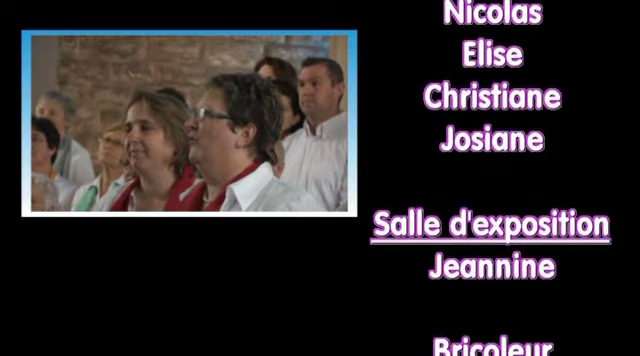 Nicolas
Elise
Christiane
Josiane
Salle d'exposition
Jeannine
Bricoleur